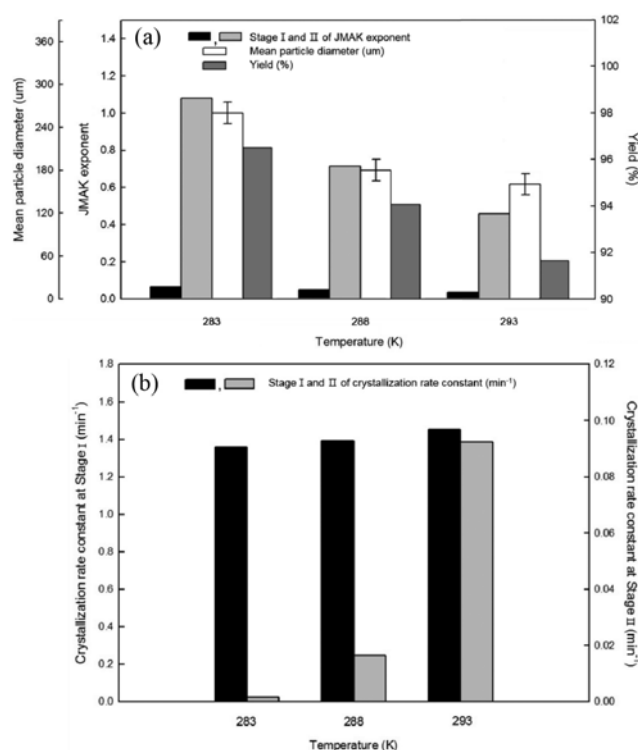 (a)
, Stage I and II of JMAK exponent
Mean particle diameter (um)
Yield (%)
Mean particle diameter (um)
360
300
240
180
120
60
0
JMAK exponent
1.4
1.2
1.0
0.8
0.6
0.4
0.2
0.0
102
100
98
96
94
92
90
Yield (%)
283 288 293
Temperature (K)
(b)
, Stage I and II of crystallization rate constant (min⁻¹)
Crystallization rate constant at Stage I (min⁻¹)
1.8
1.6
1.4
1.2
1.0
0.8
0.6
0.4
0.2
0.0
0.12
0.10
0.08
0.06
0.04
0.02
0.00
Crystallization rate constant at Stage II (min⁻¹)
283 288 293
Temperature (K)